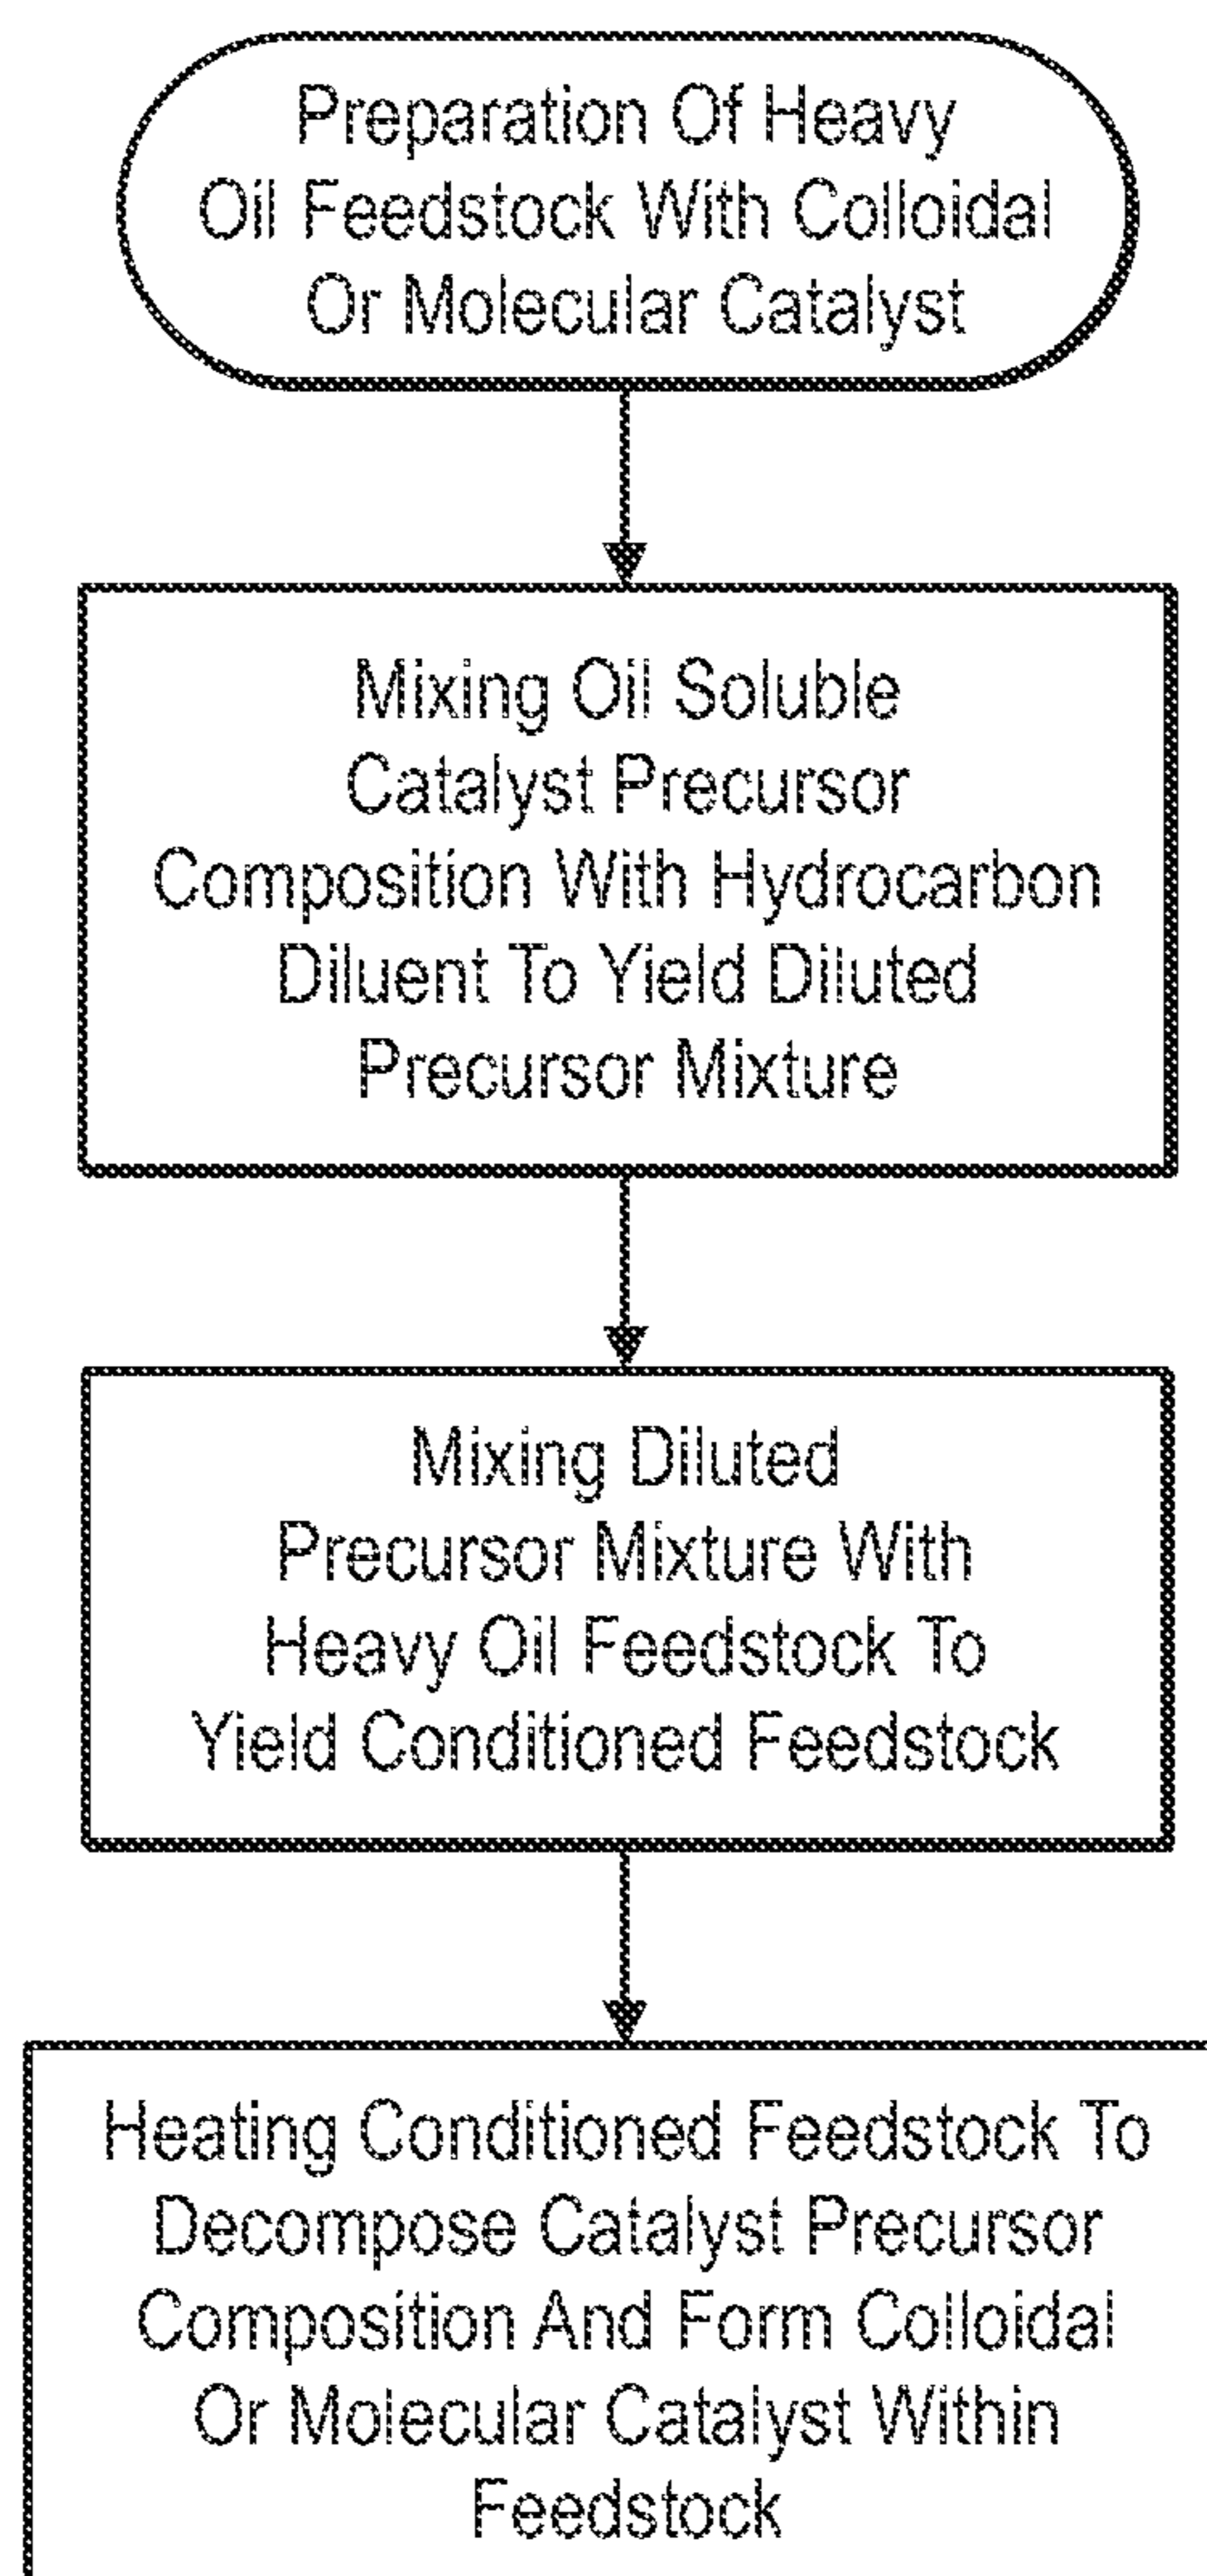 Preparation Of Heavy
Oil Feedstock With Colloidal
Or Molecular Catalyst
Mixing Oil Soluble
Catalyst Precursor
Composition With Hydrocarbon
Diluent To Yield Diluted
Precursor Mixture
Mixing Diluted
Precursor Mixture With
Heavy Oil Feedstock To
Yield Conditioned Feedstock
Heating Conditioned Feedstock To
Decompose Catalyst Precursor
Composition And Form Colloidal
Or Molecular Catalyst Within
Feedstock